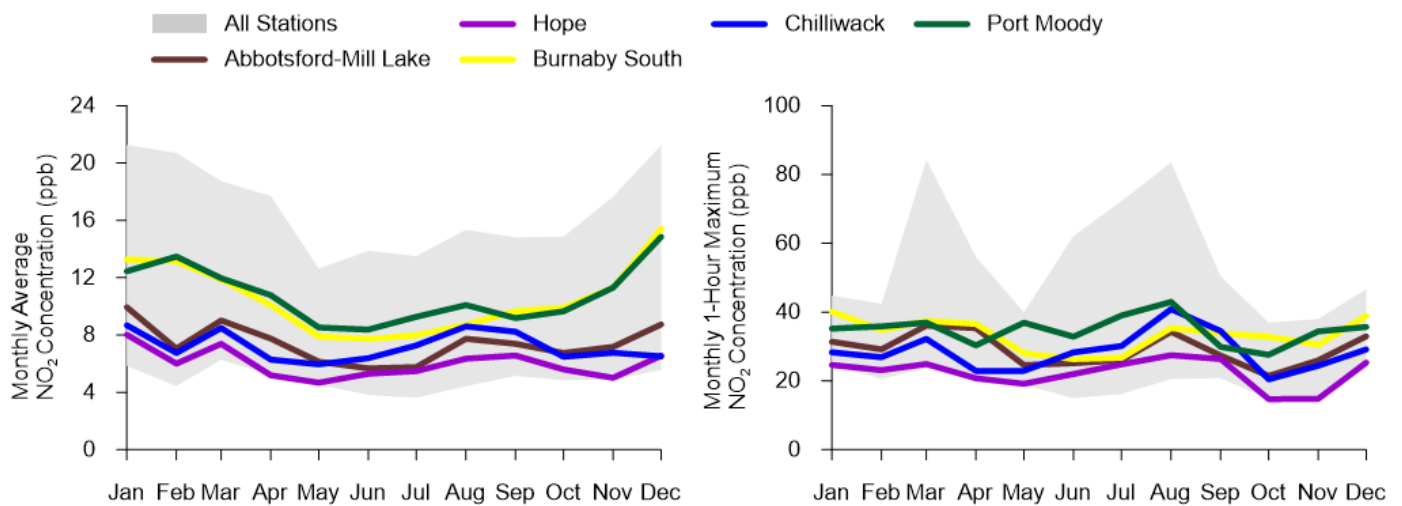 All Stations
Hope
Chilliwack
Port Moody
Abbotsford-Mill Lake
Burnaby South
Monthly Average
NO₂ Concentration (ppb)
24
20
16
12
8
4
0
Jan Feb Mar Apr May Jun Jul Aug Sep Oct Nov Dec
Monthly 1-Hour Maximum
NO₂ Concentration (ppb)
100
80
60
40
20
0
Jan Feb Mar Apr May Jun Jul Aug Sep Oct Nov Dec